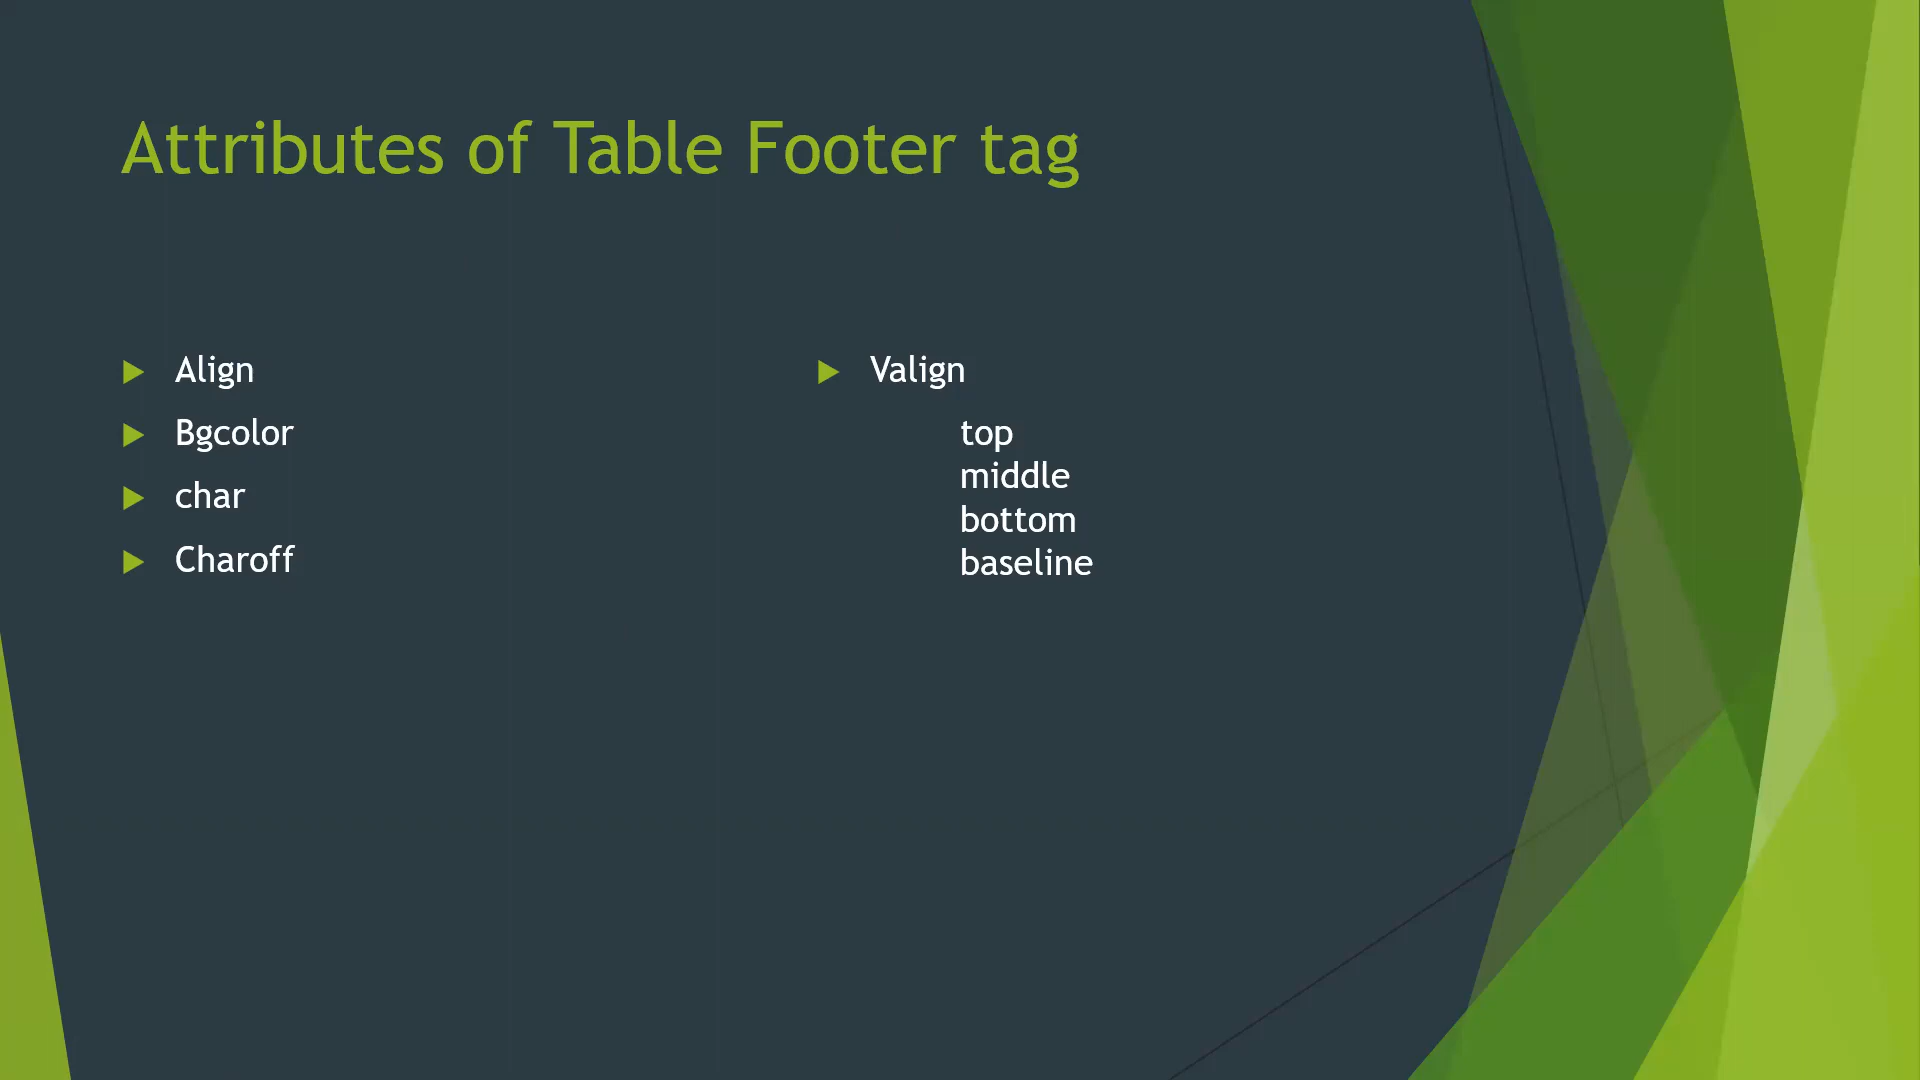 Attributes of Table Footer tag
Align
Bgcolor
char
Charoff
Valign
top
middle
bottom
baseline